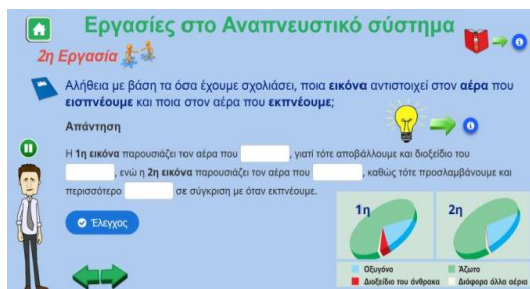 Εργασίες στο Αναπνευστικό σύστημα
2η Εργασία
Αλήθεια με βάση τα όσα έχουμε σχολιάσει, ποια εικόνα αντιστοιχεί στον αέρα που
εισπνέουμε και ποια στον αέρα που εκπνέουμε;
Απάντηση
Η 1η εικόνα παρουσιάζει τον αέρα που , γιατί τότε αποβάλλουμε και διοξείδιο του
, ενώ η 2η εικόνα παρουσιάζει τον αέρα που , καθώς τότε προσλαμβάνουμε και
περισσότερο σε σύγκριση με όταν εκπνέουμε.
Έλεγχος
1η
2η
Οξυγόνο
Άζωτο
Διοξείδιο του άνθρακα
Διάφορα άλλα αέρια